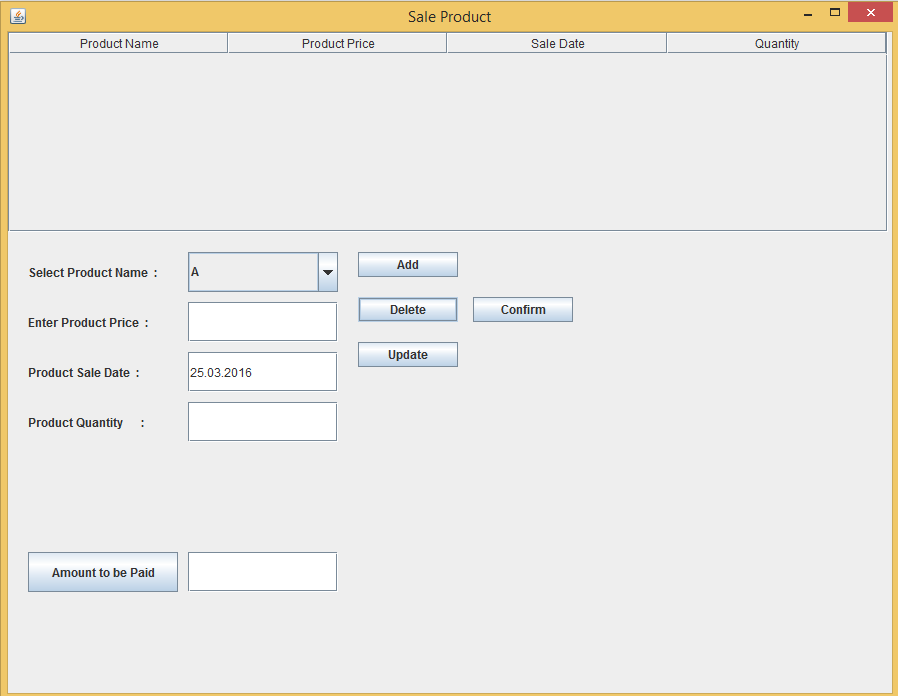 Sale Product
Product Name Product Price Sale Date Quantity
Select Product Name : A Add
Delete Confirm
Enter Product Price :
Update
Product Sale Date : 25.03.2016
Product Quantity :
Amount to be Paid